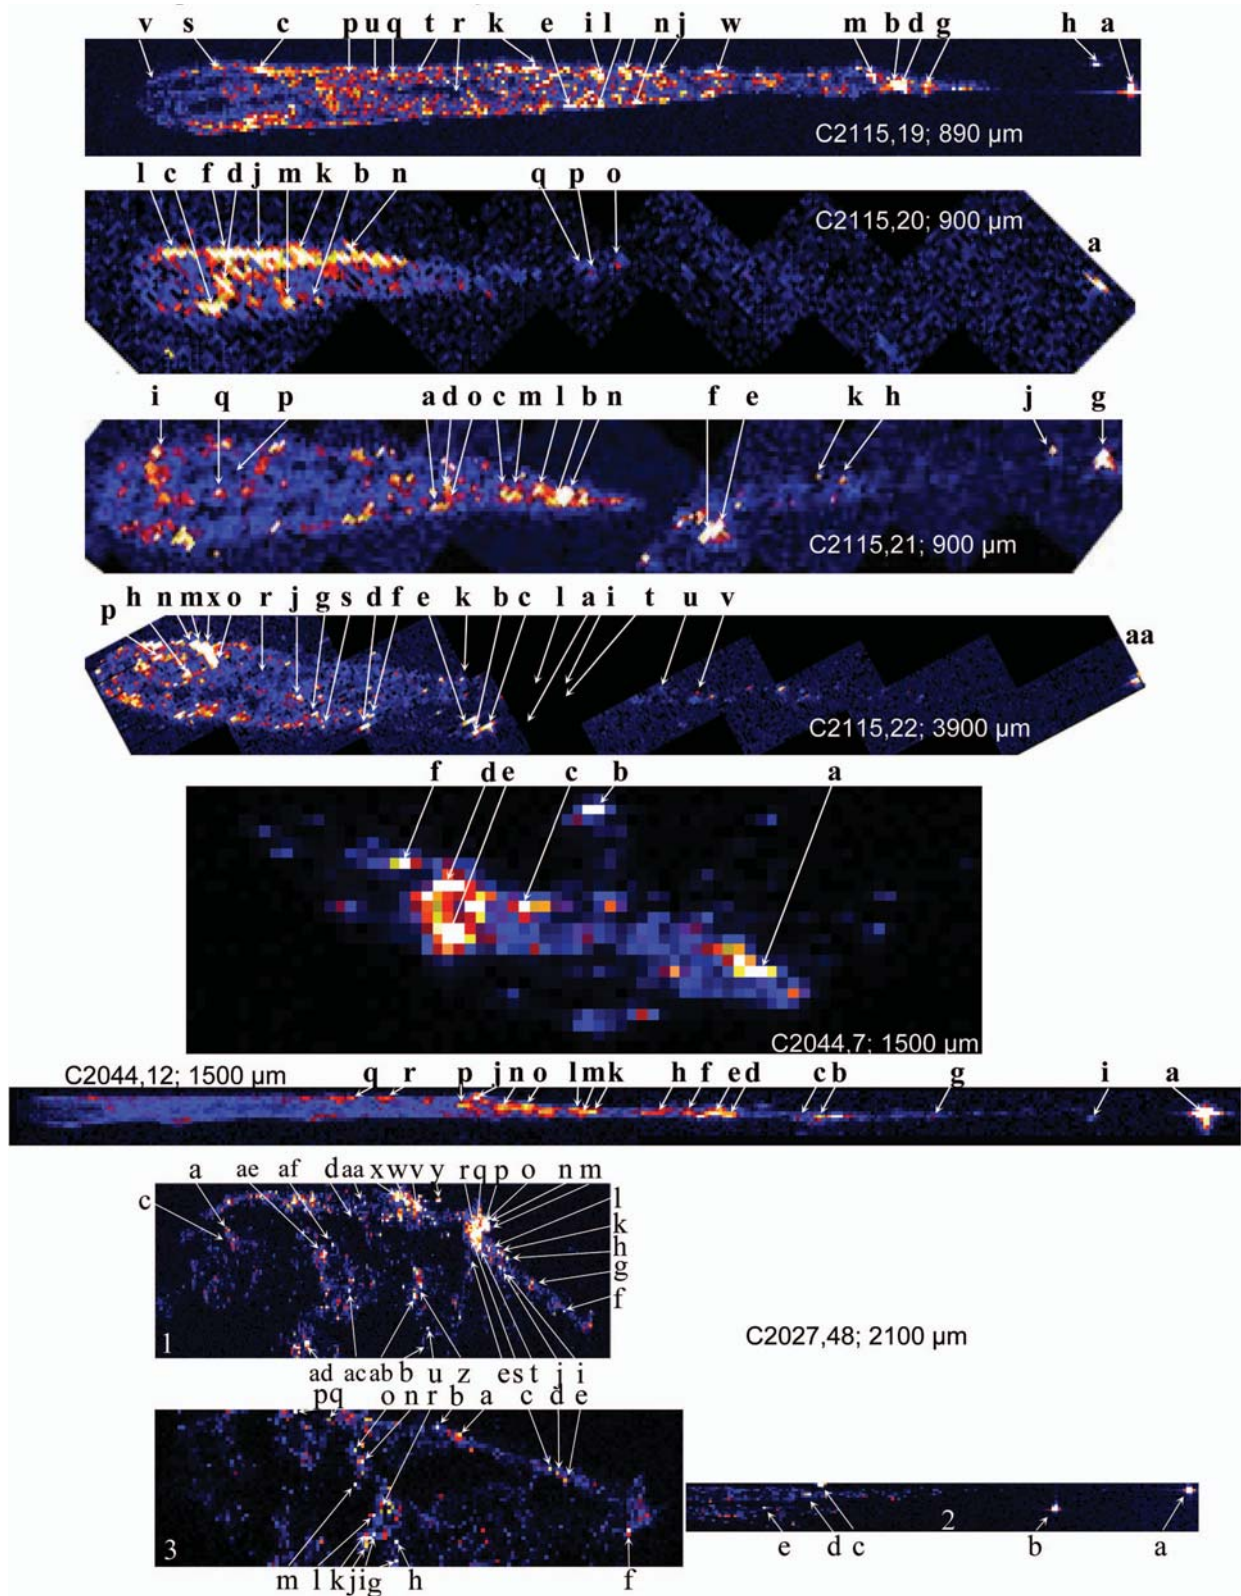 v s c p u q t r k e i l n j w m b d g h a
C2115,19; 890 µm
l c f d j m k b n q p o
C2115,20; 900 µm
a
i q p a d o c m l b n f e k h j g
C2115,21; 900 µm
p h n m x o r j g s d f e k b c l a i t u v
aa
C2115,22; 3900 µm
f d e c b a
C2044,7; 1500 µm
C2044,12; 1500 µm
q r p j n o l m k h f e d c b g i a
a ae af d aa x w v y r q p o n m
c
l
k
h
g
f
1
C2027,48; 2100 µm
ad ac ab b u z e s t j i
p q o n r b a c d e
3
2
m l k j i g h f
e d c b a